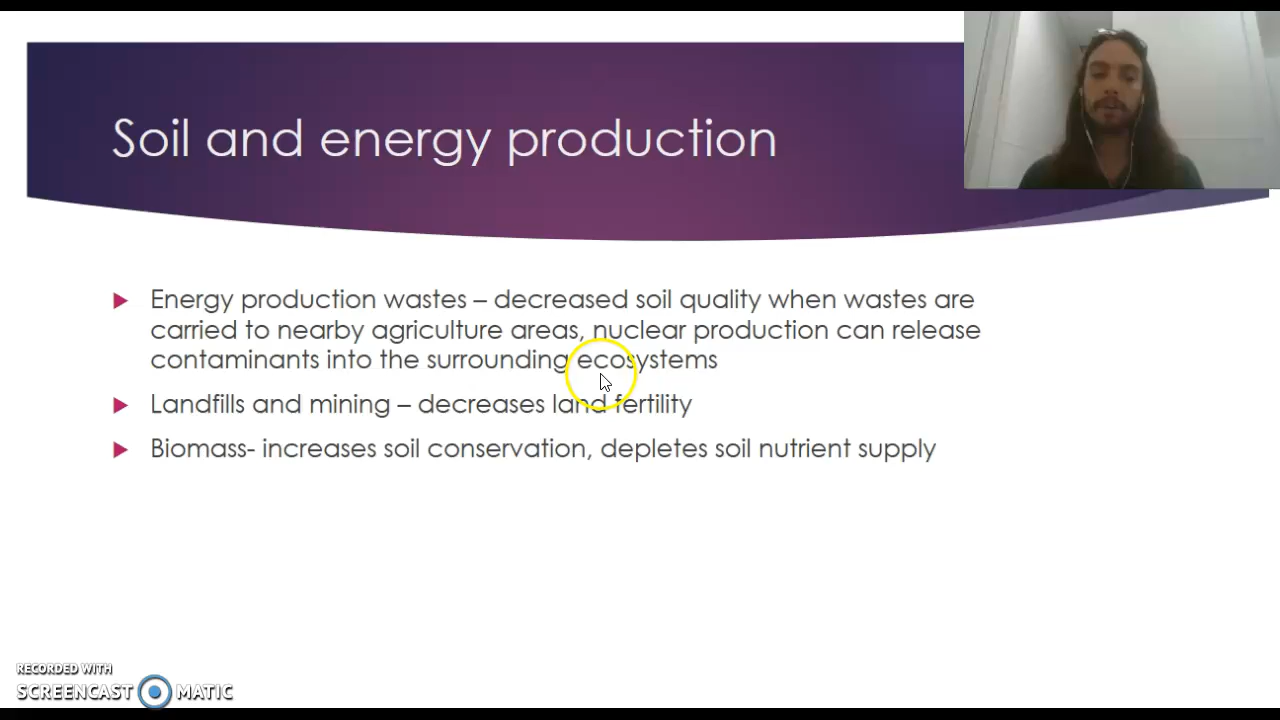 Soil and energy production
Energy production wastes – decreased soil quality when wastes are
carried to nearby agriculture areas, nuclear production can release
contaminants into the surrounding ecosystems
Landfills and mining – decreases land fertility
Biomass- increases soil conservation, depletes soil nutrient supply
RECORDED WITH
SCREENCAST MATIC